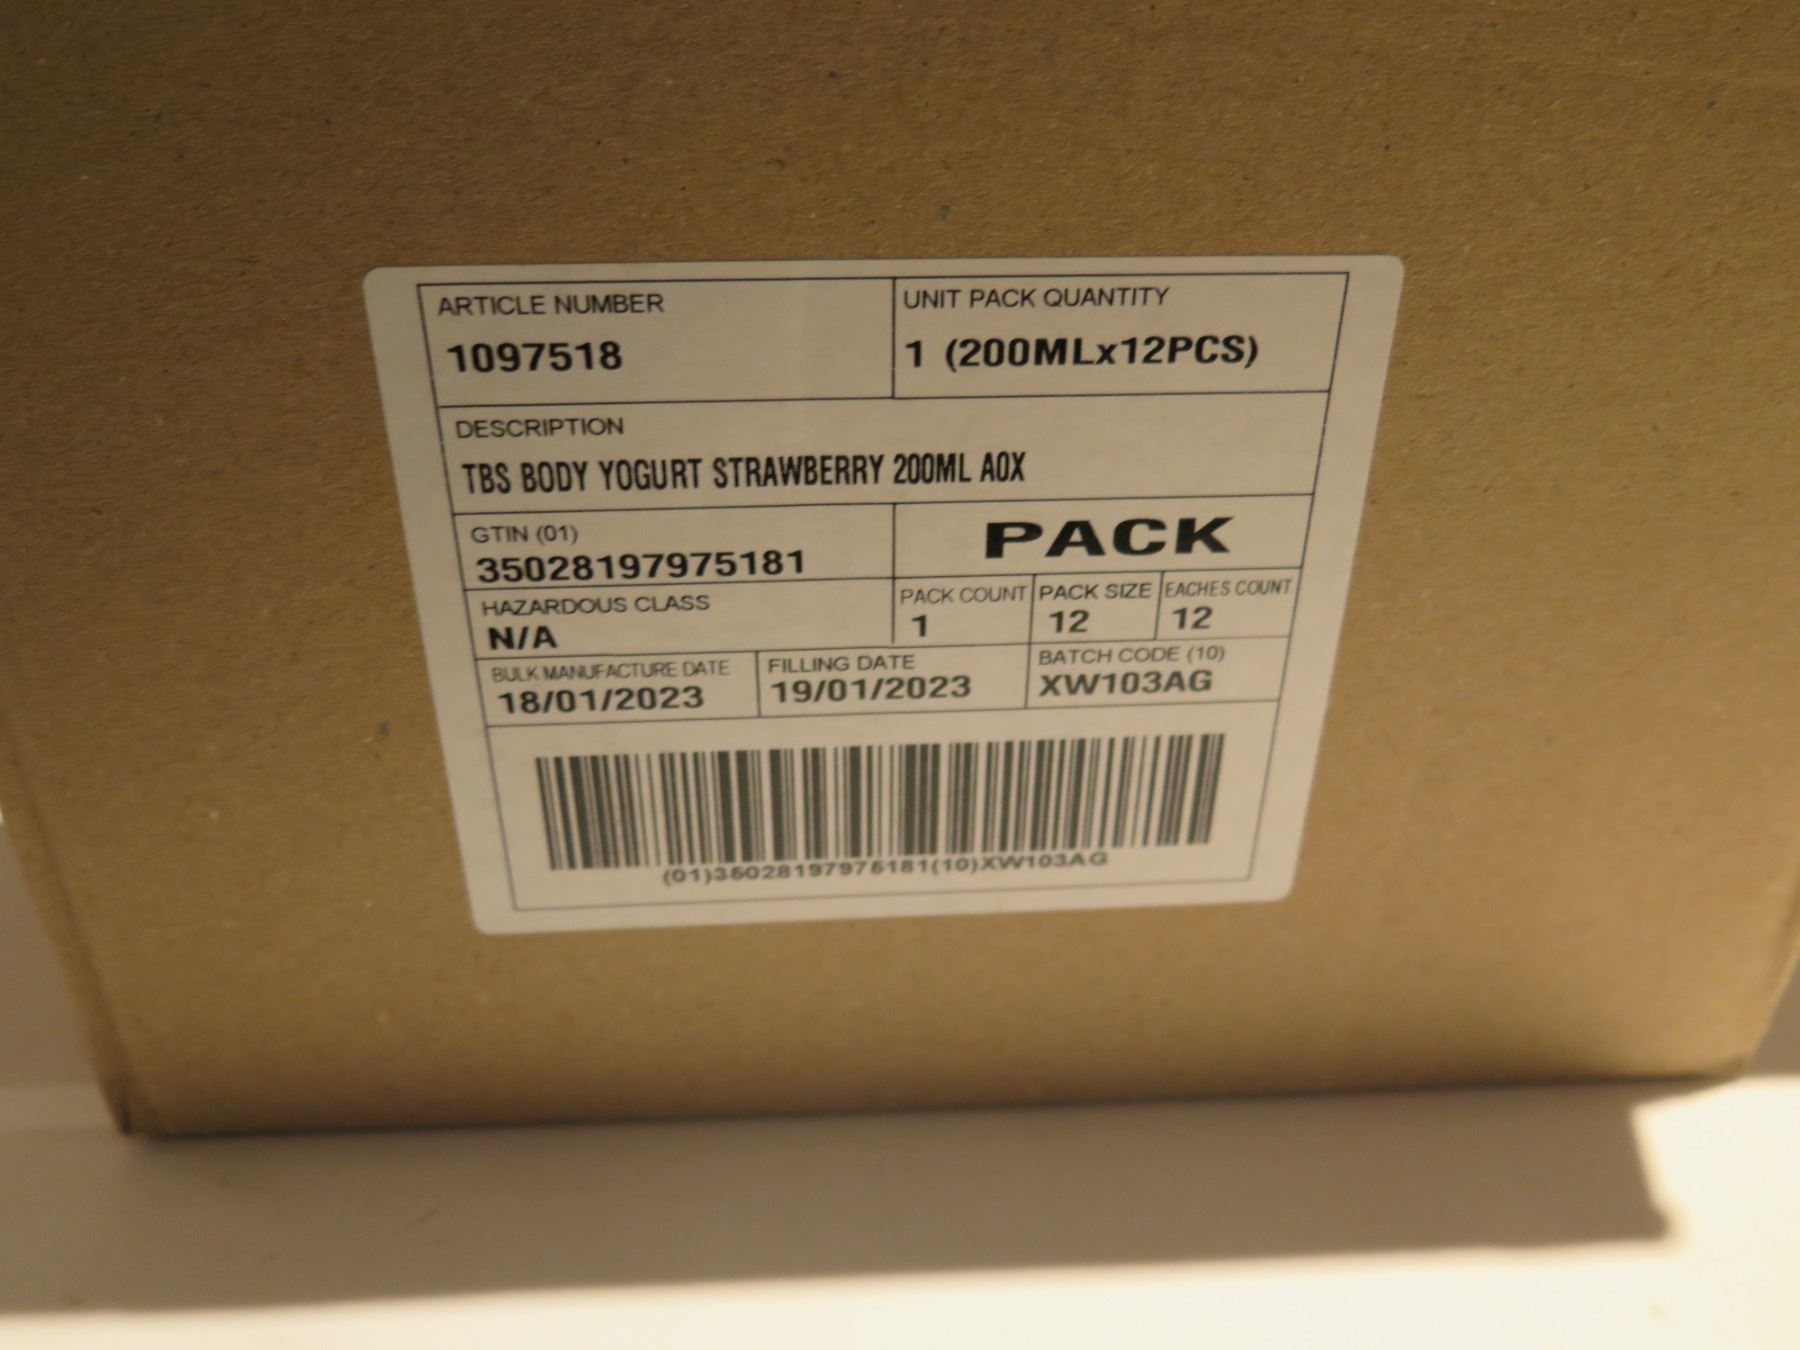 ARTICLE NUMBER
1097518
UNIT PACK QUANTITY
1 (200MLx12PCS)
DESCRIPTION
TBS BODY YOGURT STRAWBERRY 200ML AOX
GTIN (01)
35028197975181
PACK
HAZARDOUS CLASS
N/A
PACK COUNT
1
PACK SIZE
12
EACHES COUNT
12
BULK MANUFACTURE DATE
18/01/2023
FILLING DATE
19/01/2023
BATCH CODE (10)
XW103AG
(01)35028197975181(10)XW103AG